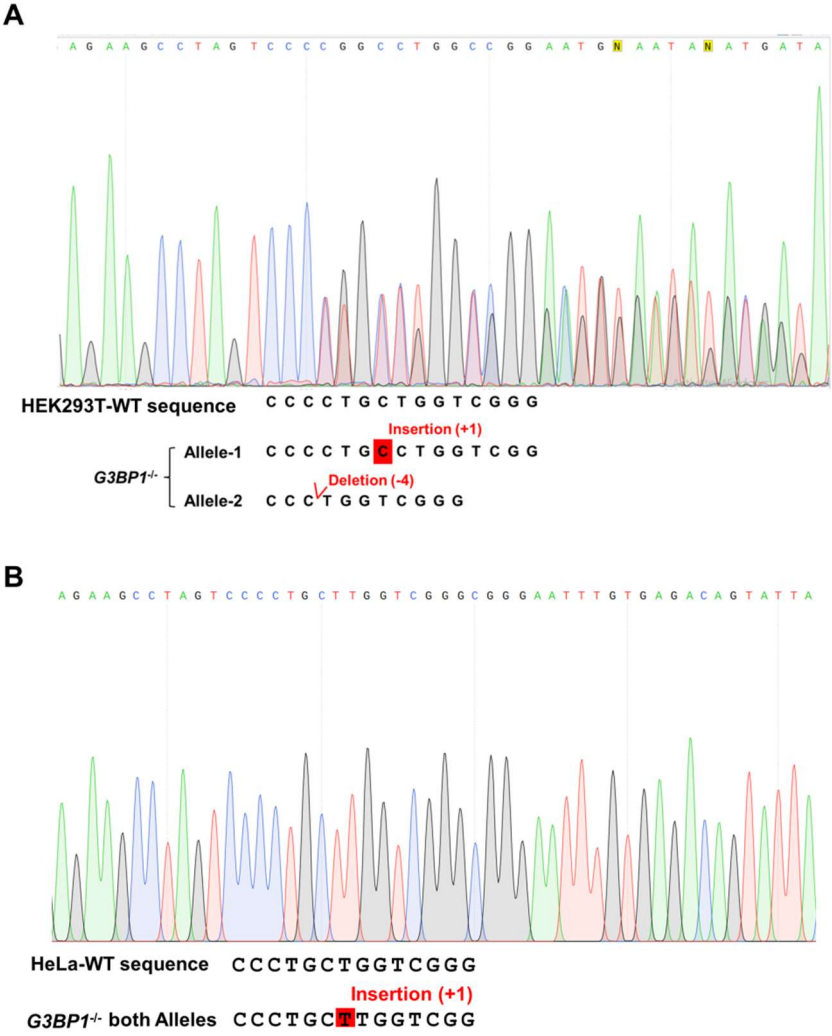 A
A G A A G C C T A G T C C C C G G C C T G G C C G G A A T G N A A T A N A T G A T A
HEK293T-WT sequence C C C C T G C T G G T C G G G
Insertion (+1)
Allele-1 C C C C T G C C T G G T C G G
G3BP1-/-
Deletion (-4)
Allele-2 C C C T G G T C G G G
B
A G A A G C C T A G T C C C C T G C T T G G T C G G G C G G G A A T T T G T G A G A C A G T A T T A
HeLa-WT sequence C C C T G C T G G T C G G G
Insertion (+1)
G3BP1-/- both Alleles C C C T G C T T G G T C G G